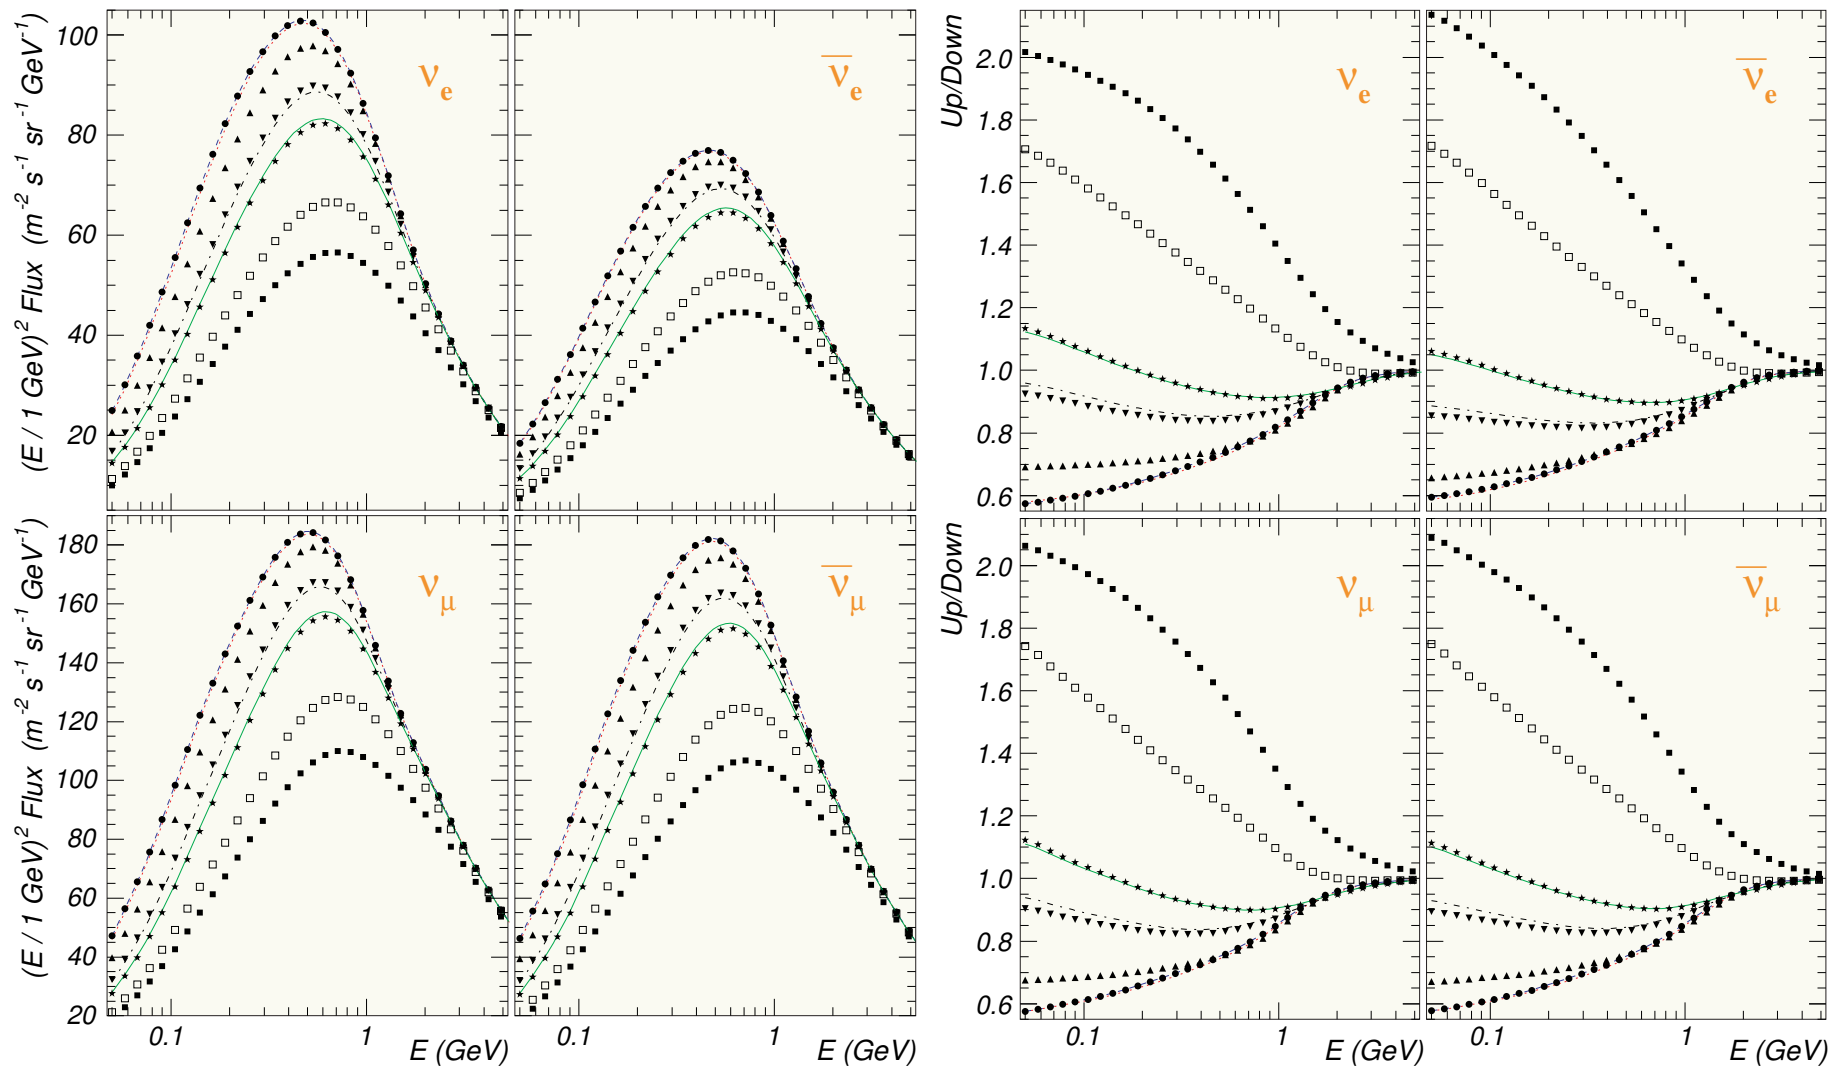 (E / 1 GeV)² Flux (m⁻² s⁻¹ sr⁻¹ GeV⁻¹)
100
80
60
40
20
νₑ
ν̅ₑ
(E / 1 GeV)² Flux (m⁻² s⁻¹ sr⁻¹ GeV⁻¹)
180
160
140
120
100
80
60
40
20
ν_μ
ν̅_μ
0.1
1
E (GeV)
0.1
1
E (GeV)
Up/Down
2.0
1.8
1.6
1.4
1.2
1.0
0.8
0.6
νₑ
ν̅ₑ
Up/Down
2.0
1.8
1.6
1.4
1.2
1.0
0.8
0.6
ν_μ
ν̅_μ
0.1
1
E (GeV)
0.1
1
E (GeV)